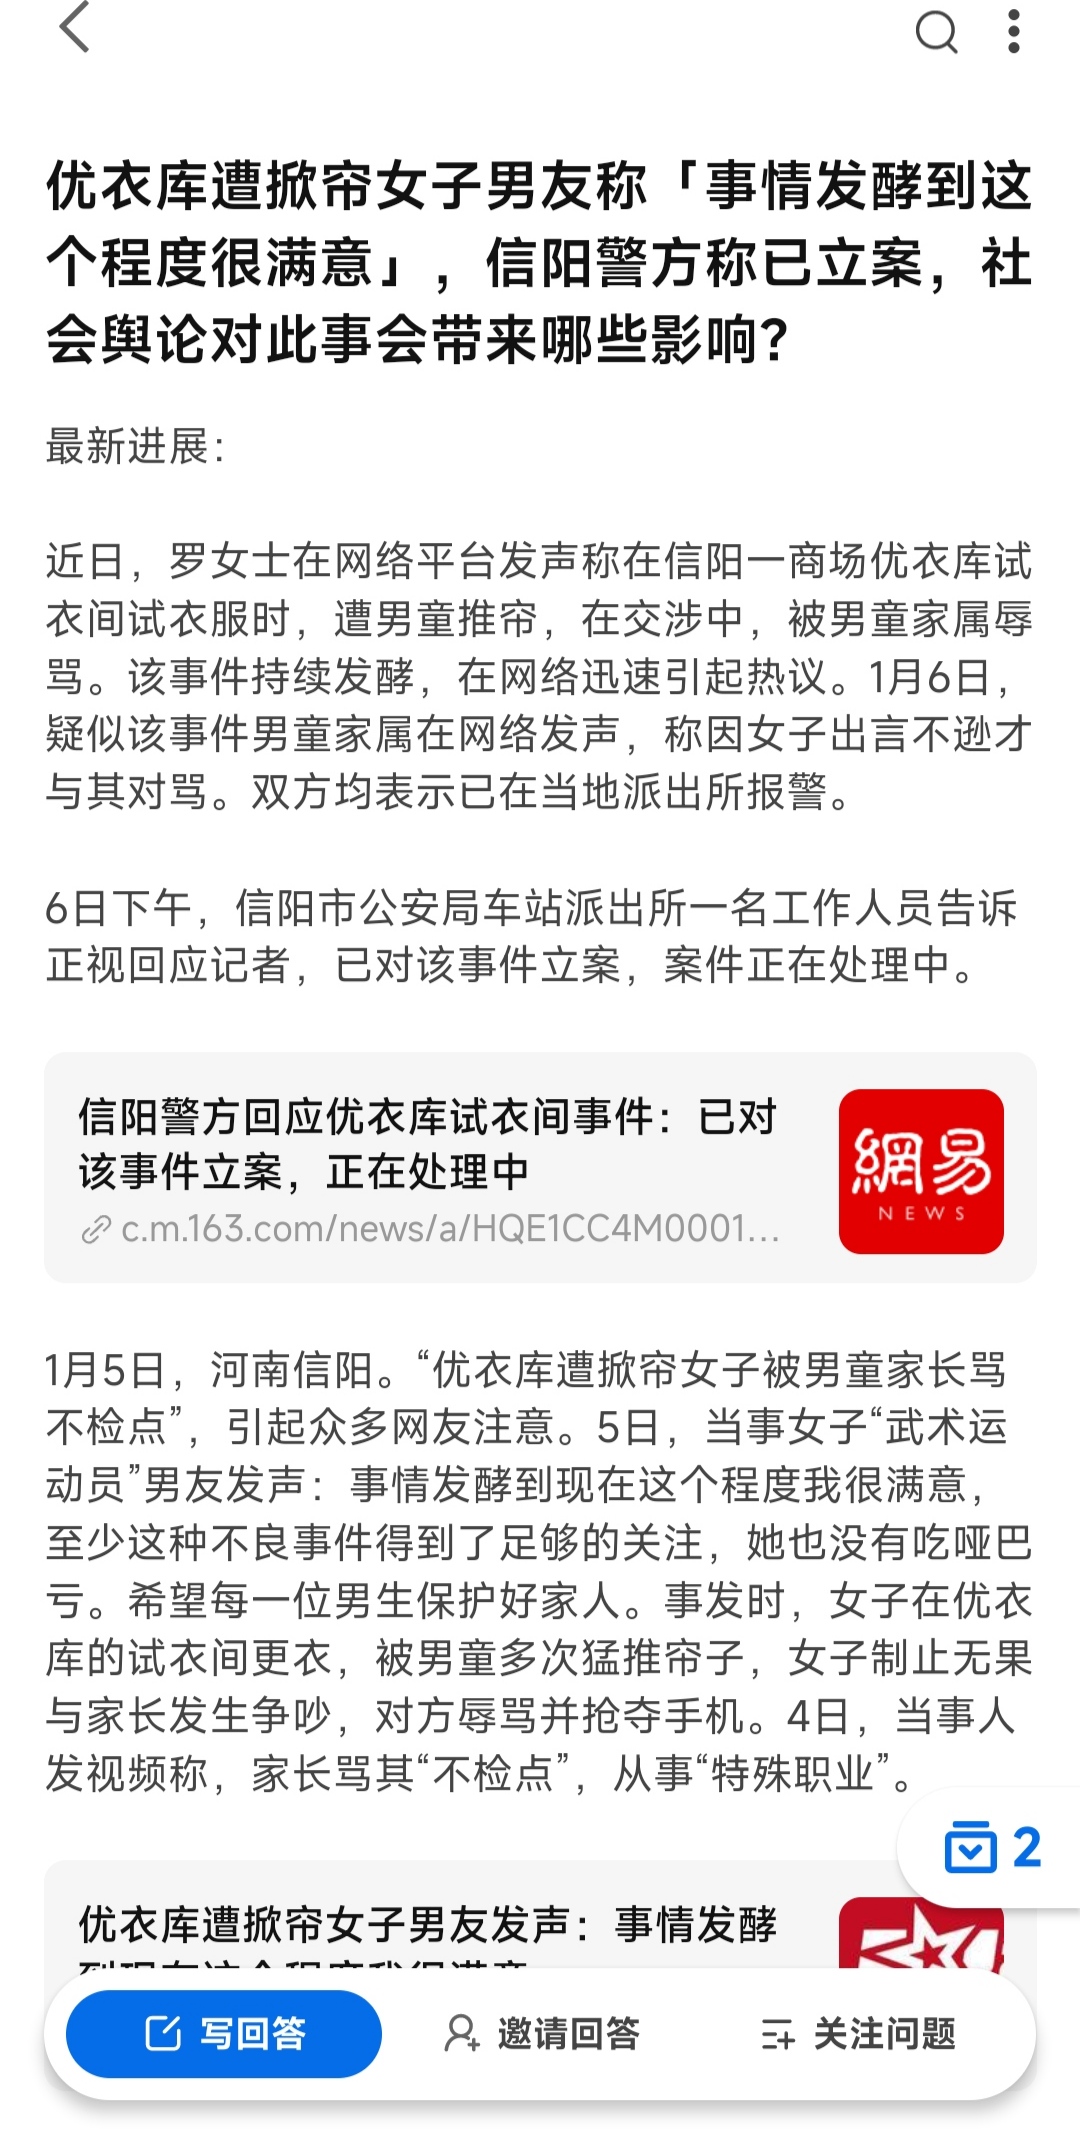 优衣库遭掀帘女子男友称「事情发酵到这
个程度很满意」，信阳警方称已立案，社
会舆论对此事会带来哪些影响？
最新进展：
近日，罗女士在网络平台发声称在信阳一商场优衣库试
衣间试衣服时，遭男童推帘，在交涉中，被男童家属辱
骂。该事件持续发酵，在网络迅速引起热议。1月6日，
疑似该事件男童家属在网络发声，称因女子出言不逊才
与其对骂。双方均表示已在当地派出所报警。
6日下午，信阳市公安局车站派出所一名工作人员告诉
正视回应记者，已对该事件立案，案件正在处理中。
信阳警方回应优衣库试衣间事件：已对
该事件立案，正在处理中
c.m.163.com/news/a/HQE1CC4M0001...
網易
NEWS
1月5日，河南信阳。“优衣库遭掀帘女子被男童家长骂
不检点”，引起众多网友注意。5日，当事女子“武术运
动员”男友发声：事情发酵到现在这个程度我很满意，
至少这种不良事件得到了足够的关注，她也没有吃哑巴
亏。希望每一位男生保护好家人。事发时，女子在优衣
库的试衣间更衣，被男童多次猛推帘子，女子制止无果
与家长发生争吵，对方辱骂并抢夺手机。4日，当事人
发视频称，家长骂其“不检点”，从事“特殊职业”。
2
优衣库遭掀帘女子男友发声：事情发酵
到现在这个程度我很满意
写回答
邀请回答
关注问题